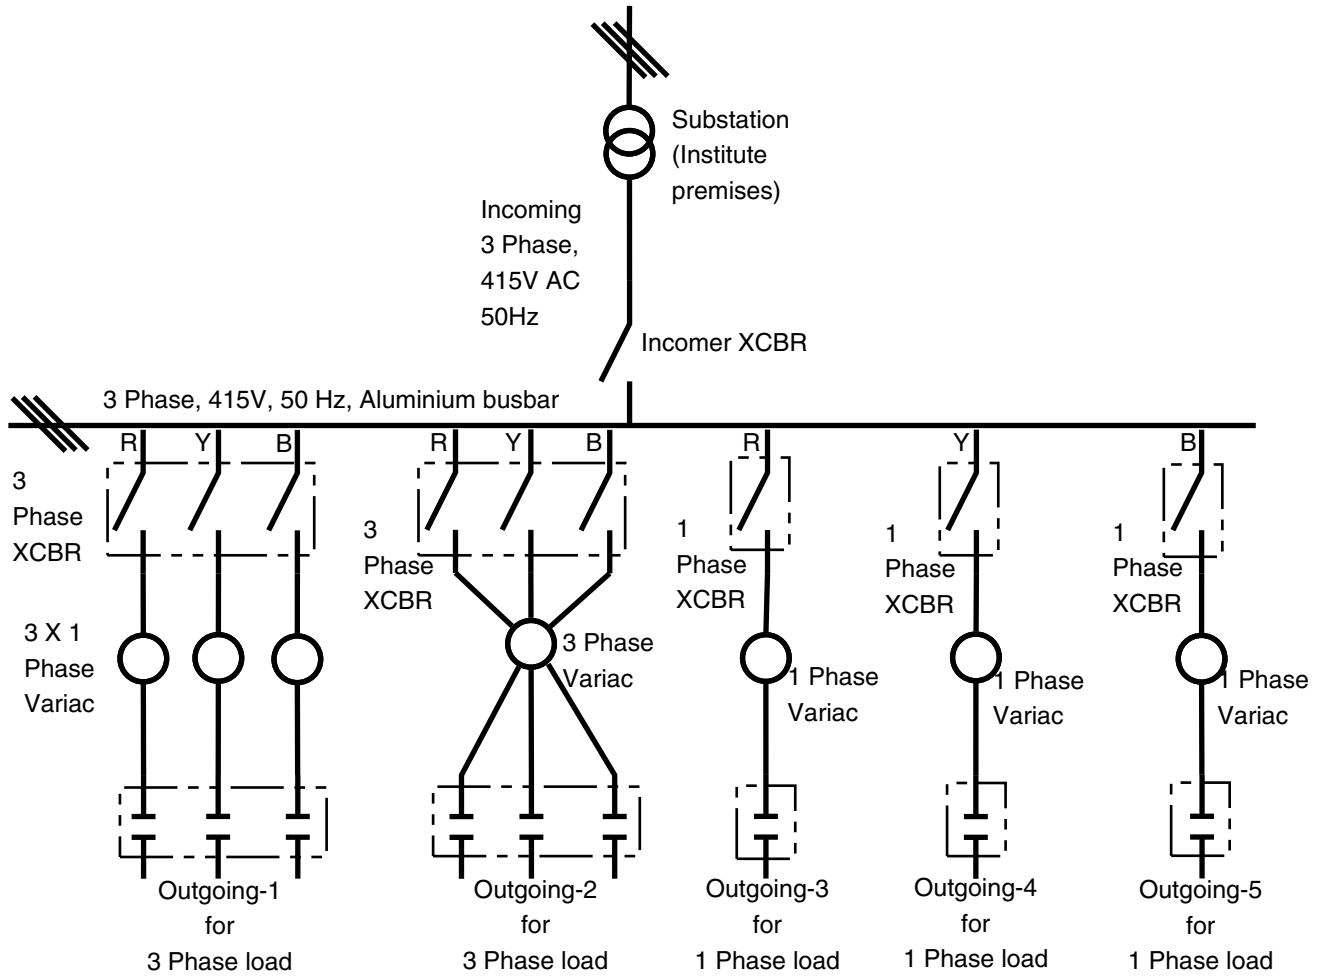 Substation
(Institute
premises)
Incoming
3 Phase,
415V AC
50Hz
Incomer XCBR
3 Phase, 415V, 50 Hz, Aluminium busbar
R Y B R Y B R Y B
3
Phase
XCBR
3
Phase
XCBR
1
Phase
XCBR
1
Phase
XCBR
1
Phase
XCBR
3 X 1
Phase
Variac
3 Phase
Variac
1 Phase
Variac
1 Phase
Variac
1 Phase
Variac
Outgoing-1
for
3 Phase load
Outgoing-2
for
3 Phase load
Outgoing-3
for
1 Phase load
Outgoing-4
for
1 Phase load
Outgoing-5
for
1 Phase load